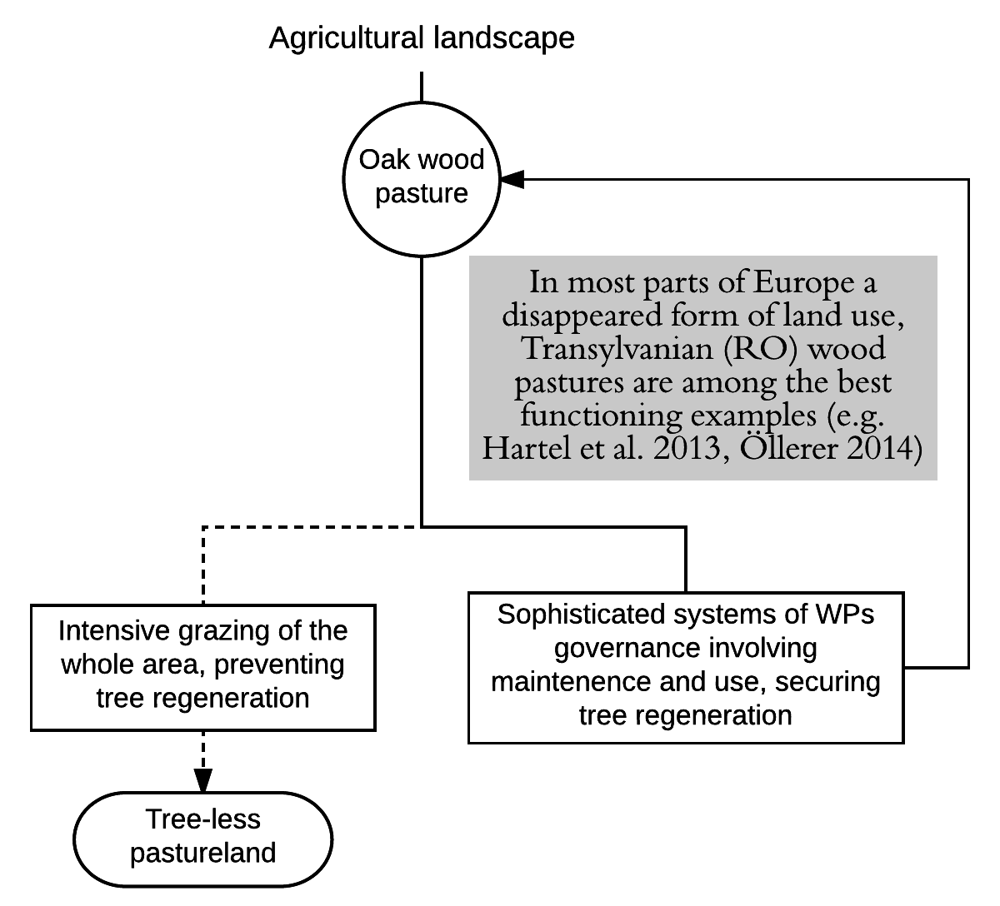 Agricultural landscape
Oak wood
pasture
In most parts of Europe a
disappeared form of land use,
Transylvanian (RO) wood
pastures are among the best
functioning examples (e.g.
Hartel et al. 2013, Öllerer 2014)
Intensive grazing of the
whole area, preventing
tree regeneration
Sophisticated systems of WPs
governance involving
maintenence and use, securing
tree regeneration
Tree-less
pastureland